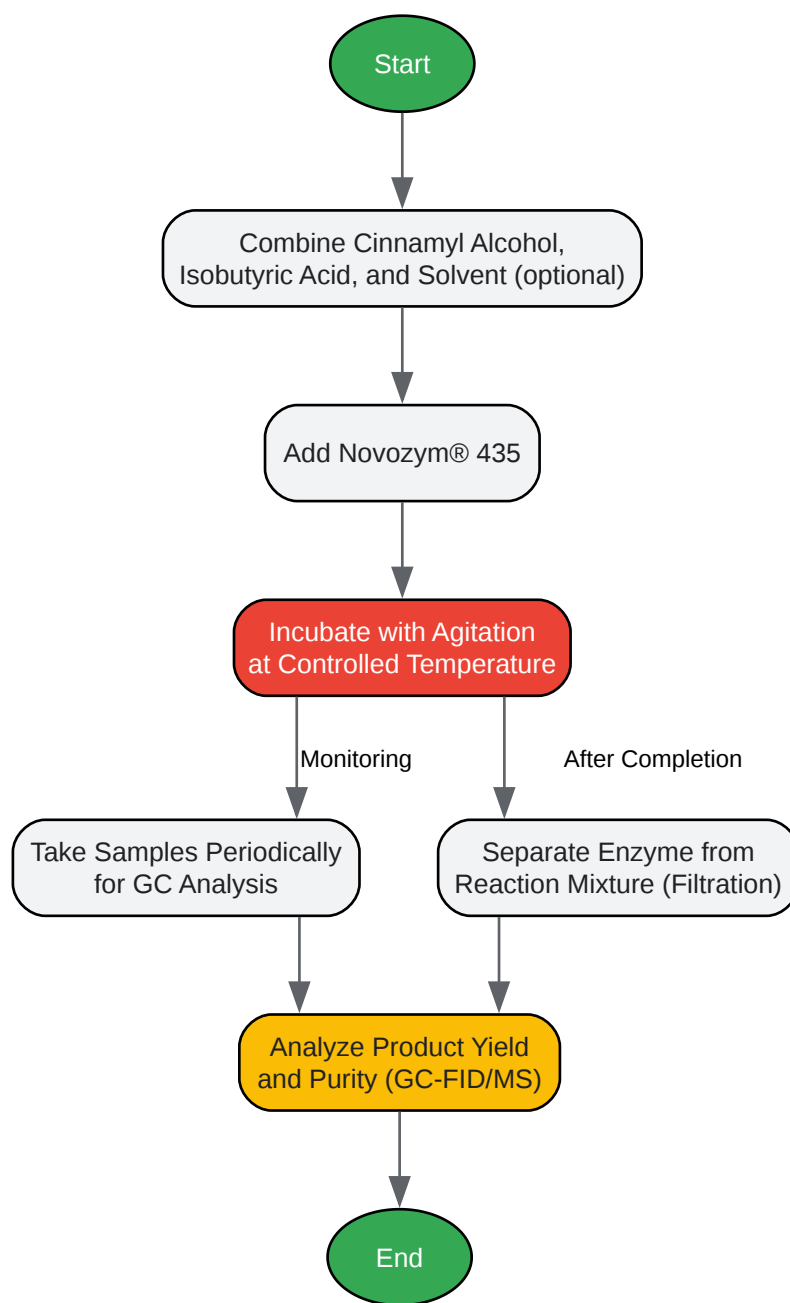 Start
Combine Cinnamyl Alcohol,
Isobutyric Acid, and Solvent (optional)
Add Novozym® 435
Incubate with Agitation
at Controlled Temperature
Monitoring
After Completion
Take Samples Periodically
for GC Analysis
Separate Enzyme from
Reaction Mixture (Filtration)
Analyze Product Yield
and Purity (GC-FID/MS)
End